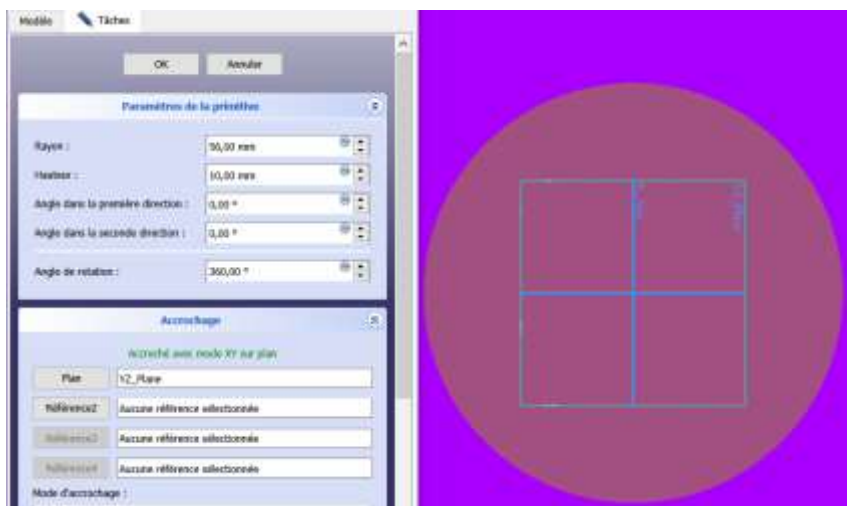 Modèle Tâches
OK Annuler
Paramètres de la primitive
Rayon : 56,00 mm
Hauteur : 10,00 mm
Angle dans la première direction : 0,00 °
Angle dans la seconde direction : 0,00 °
Angle de rotation : 360,00 °
Accrochage
Accroché avec mode XY sur plan
Plan YZ_Plane
Référence2 Aucune référence sélectionnée
Référence3 Aucune référence sélectionnée
Référence4 Aucune référence sélectionnée
Mode d'accrochage :